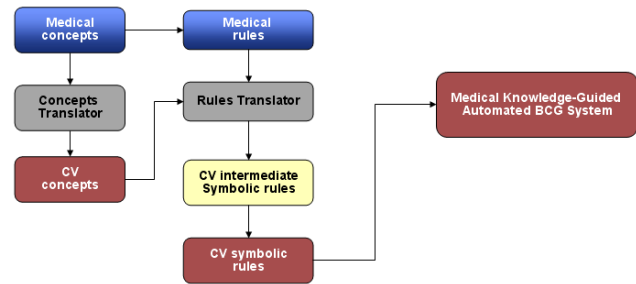 Medical
concepts
Medical
rules
Concepts
Translator
Rules Translator
Medical Knowledge-Guided
Automated BCG System
CV
concepts
CV intermediate
Symbolic rules
CV symbolic
rules